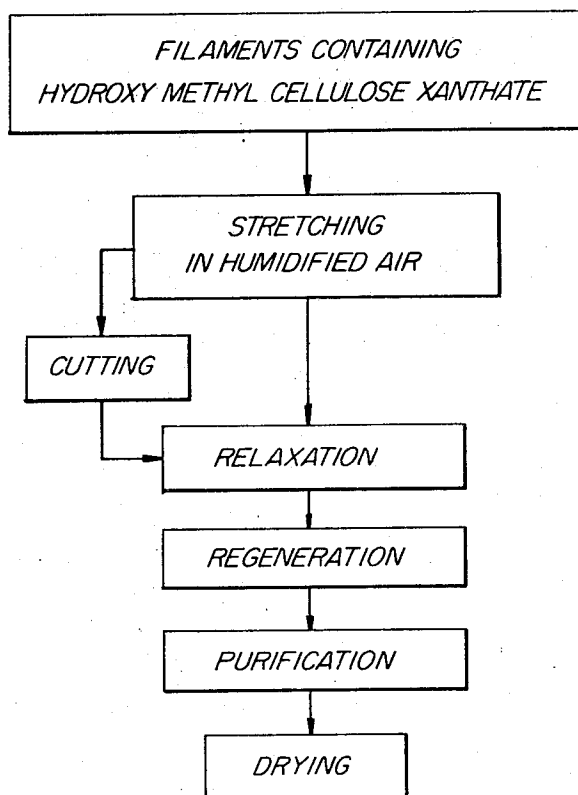 FILAMENTS CONTAINING
HYDROXY METHYL CELLULOSE XANTHATE
STRETCHING
IN HUMIDIFIED AIR
CUTTING
RELAXATION
REGENERATION
PURIFICATION
DRYING